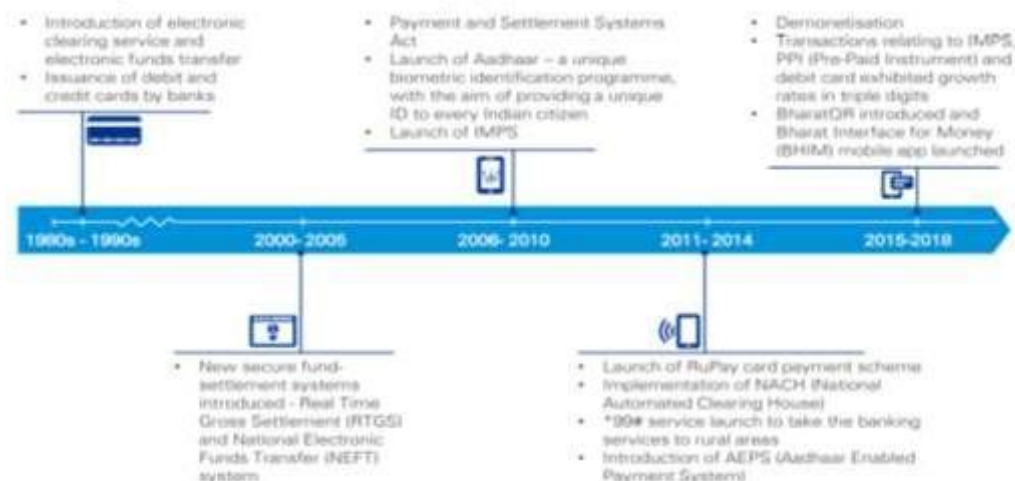 • Introduction of electronic
clearing service and
electronic funds transfer
• Issuance of debit and
credit cards by banks
• Payment and Settlement Systems
Act
• Launch of Aadhaar – a unique
biometric identification programme,
with the aim of providing a unique
ID to every Indian citizen
• Launch of IMPS
• Demonetisation
• Transactions relating to IMPS,
PPI (Pre-Paid Instrument) and
debit card exhibited growth
rates in triple digits
• BharatQR introduced and
Bharat Interface for Money
(BHIM) mobile app launched
1980s - 1990s
2000- 2005
2006- 2010
2011- 2014
2015-2018
• New secure fund-
settlement systems
introduced - Real Time
Gross Settlement (RTGS)
and National Electronic
Funds Transfer (NEFT)
system
• Launch of RuPay card payment scheme
• Implementation of NACH (National
Automated Clearing House)
• *99# service launch to take the banking
services to rural areas
• Introduction of AEPS (Aadhaar Enabled
Payment System)